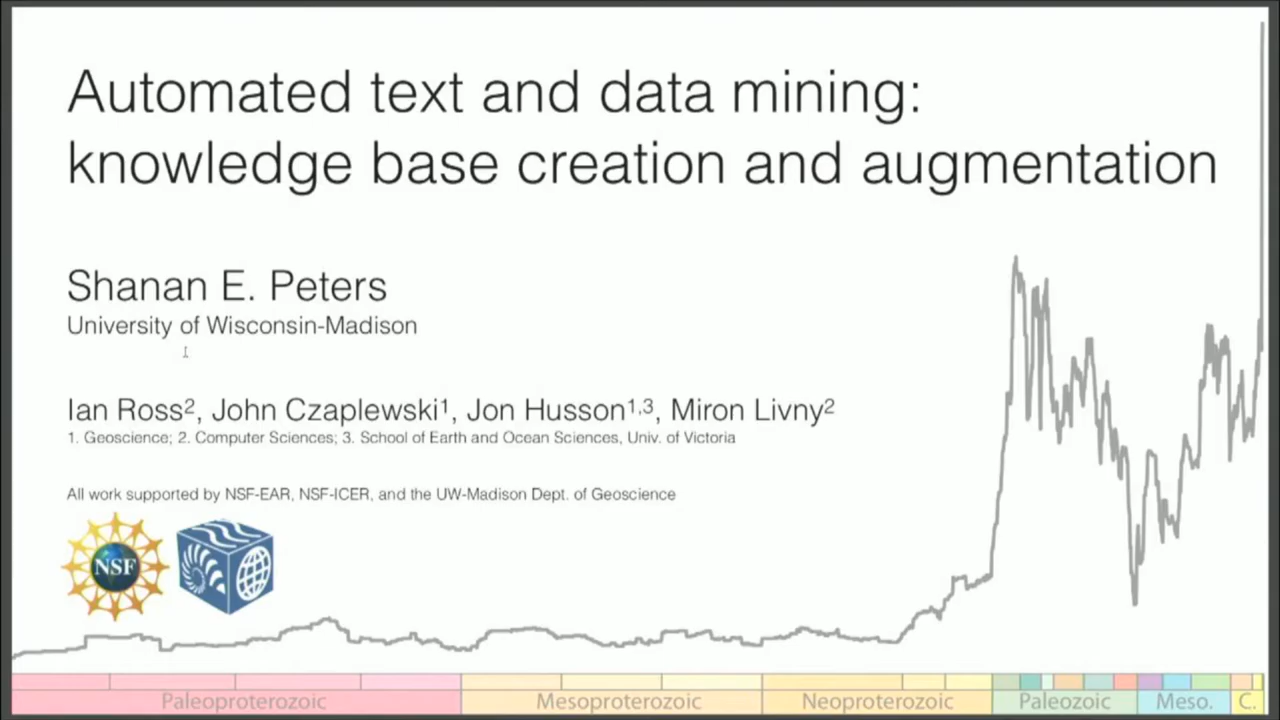 Automated text and data mining:
knowledge base creation and augmentation
Shanan E. Peters
University of Wisconsin-Madison
Ian Ross2, John Czaplewski1, Jon Husson1,3, Miron Livny2
1. Geoscience; 2. Computer Sciences; 3. School of Earth and Ocean Sciences, Univ. of Victoria
All work supported by NSF-EAR, NSF-ICER, and the UW-Madison Dept. of Geoscience
NSF
Paleoproterozoic Mesoproterozoic Neoproterozoic Paleozoic Meso. C.